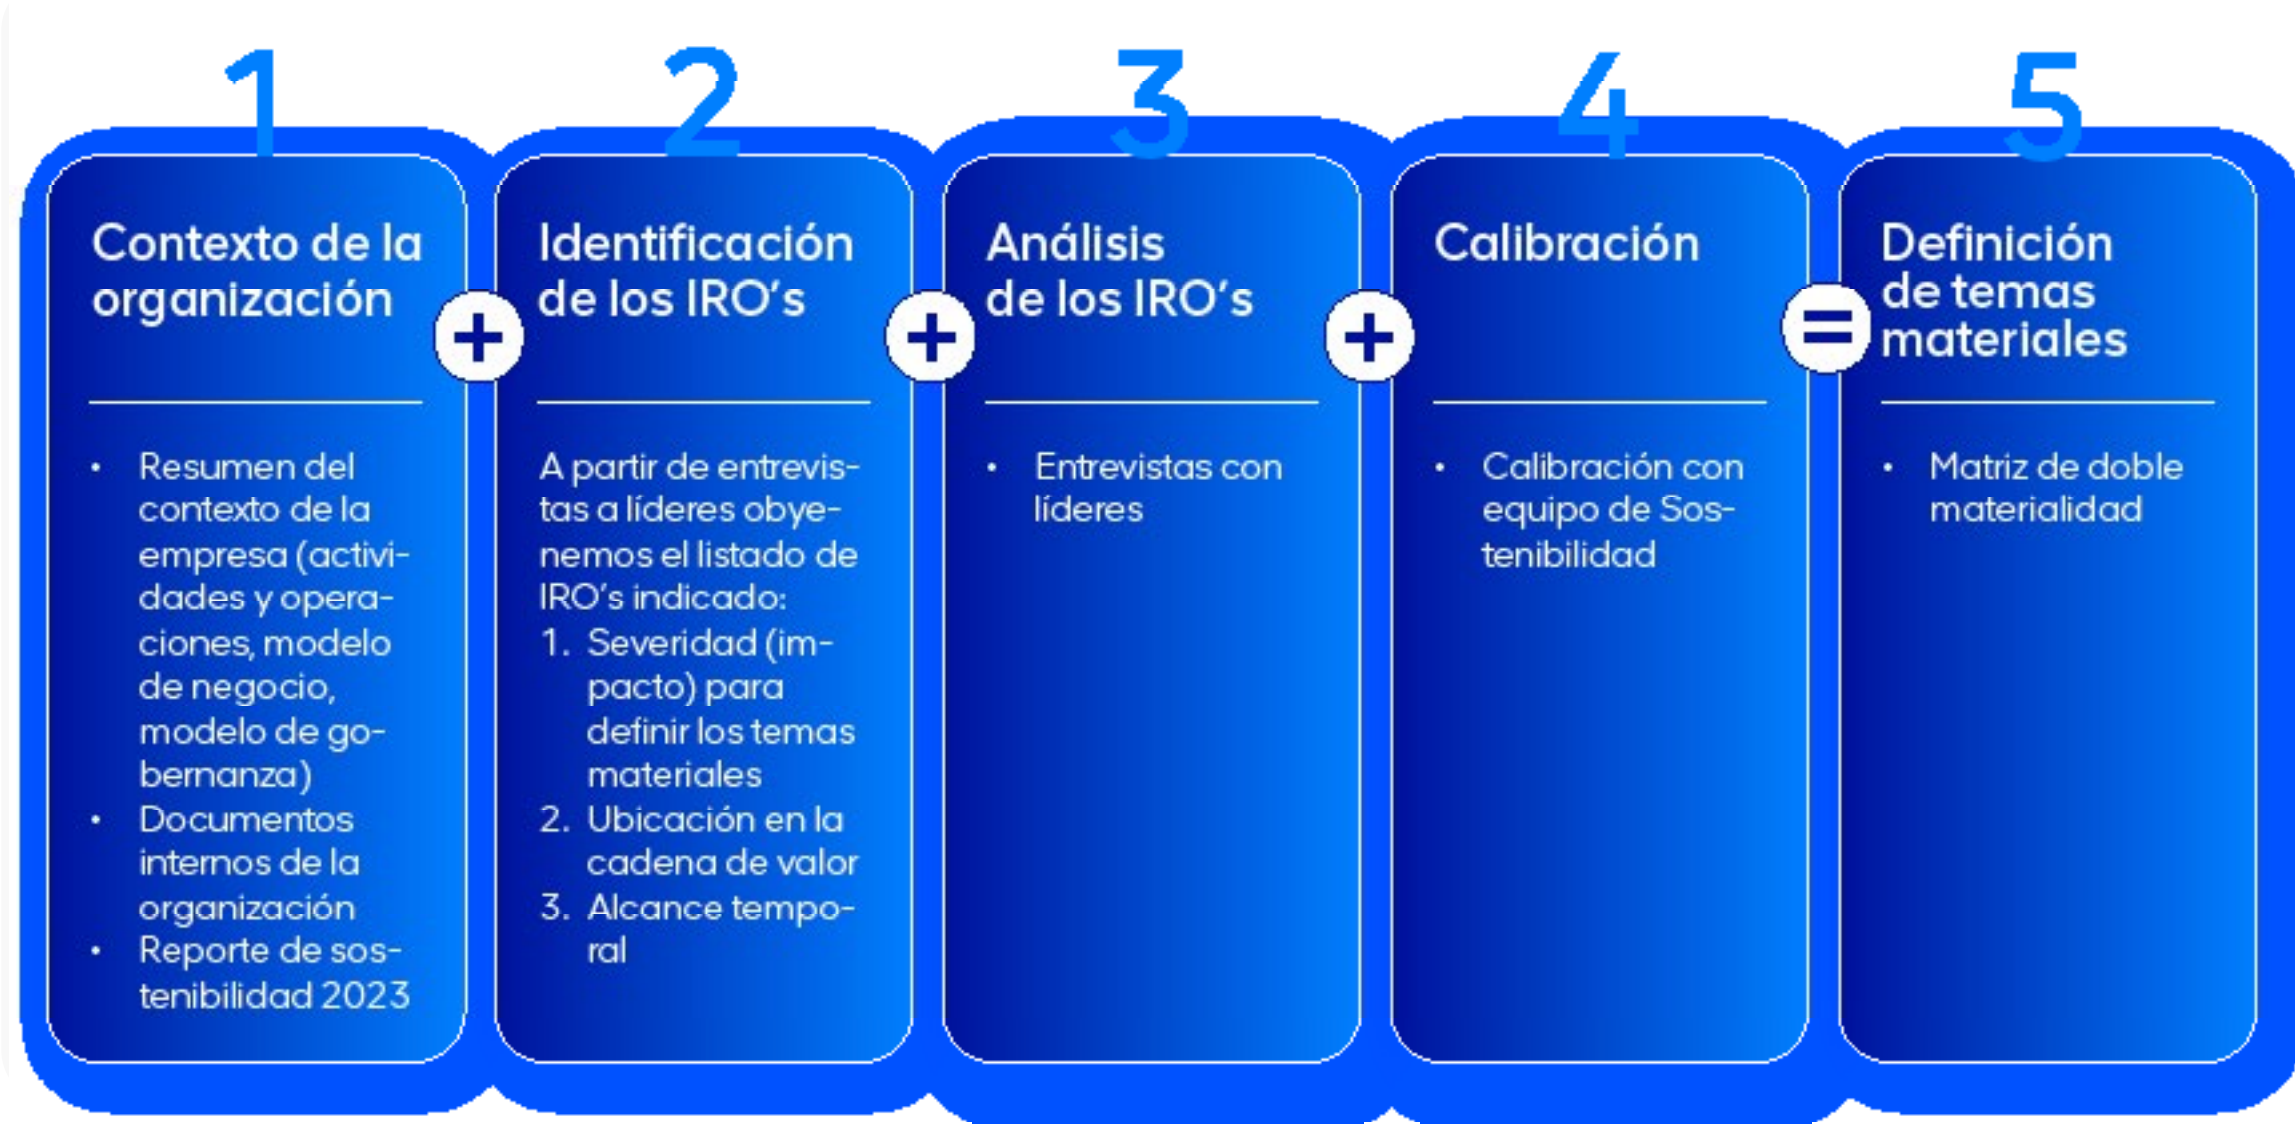 1
Contexto de la
organización
• Resumen del
contexto de la
empresa (activi-
dades y opera-
ciones, modelo
de negocio,
modelo de go-
bernanza)
• Documentos
internos de la
organización
• Reporte de sos-
tenibilidad 2023
+
2
Identificación
de los IRO’s
A partir de entrevis-
tas a líderes obye-
nemos el listado de
IRO’s indicado:
1. Severidad (im-
pacto) para
definir los temas
materiales
2. Ubicación en la
cadena de valor
3. Alcance tempo-
ral
+
3
Análisis
de los IRO’s
• Entrevistas con
líderes
+
4
Calibración
• Calibración con
equipo de Sos-
tenibilidad
=
5
Definición
de temas
materiales
• Matriz de doble
materialidad